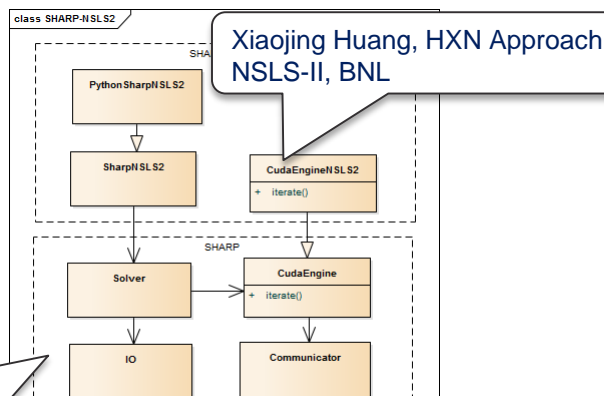 class SHARP-NSLS2
Xiaojing Huang, HXN Approach
NSLS-II, BNL
PythonSharpNSLS2
SharpNSLS2
CudaEngineNSLS2
+ iterate()
SHARP
Solver
CudaEngine
+ iterate()
IO
Communicator